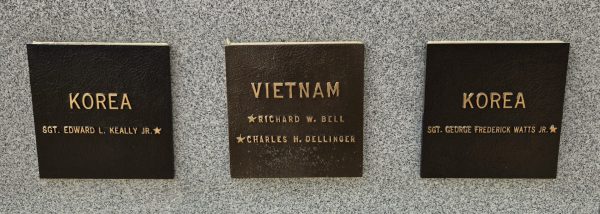 KOREA
SGT. EDWARD L. KEALLY JR.★
VIETNAM
★RICHARD W. BELL
★CHARLES H. DELLINGER
KOREA
SGT. GEORGE FREDERICK WATTS JR.★